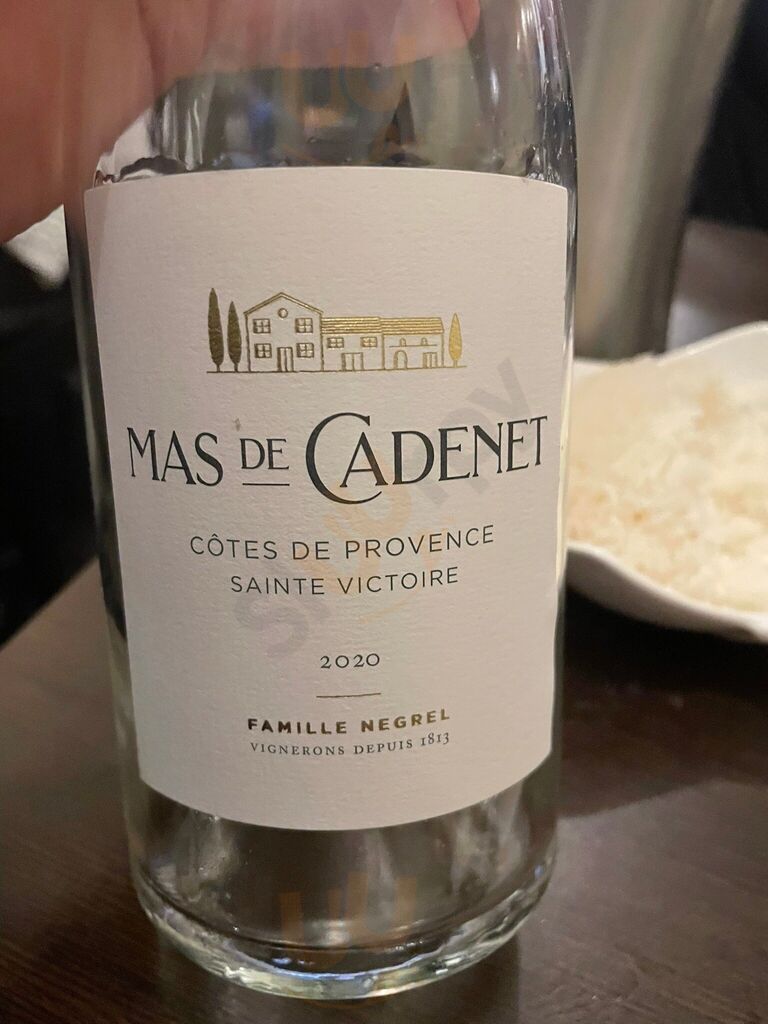 MAS DE CADENET
CÔTES DE PROVENCE
SAINTE VICTOIRE
2020
FAMILLE NEGREL
VIGNERONS DEPUIS 1813